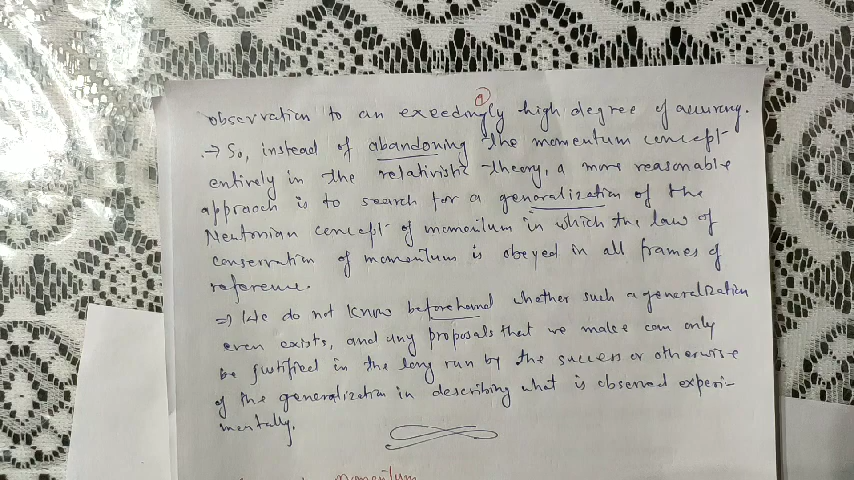 observation to an exceedingly high degree of accuracy.
→ So, instead of abandoning the momentum concept
entirely in the relativistic theory, a more reasonable
approach is to search for a generalization of the
Newtonian concept of momentum in which the law of
conservation of momentum is obeyed in all frames of
reference.
⇒ We do not know beforehand whether such a generalization
even exists, and any proposals that we make can only
be justified in the long run by the success or otherwise
of the generalization in describing what is observed experi-
mentally.
momentum